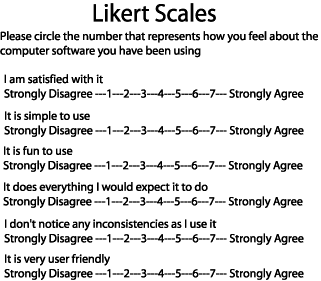 Likert Scales
Please circle the number that represents how you feel about the
computer software you have been using
I am satisfied with it
Strongly Disagree ---1---2---3---4---5---6---7--- Strongly Agree
It is simple to use
Strongly Disagree ---1---2---3---4---5---6---7--- Strongly Agree
It is fun to use
Strongly Disagree ---1---2---3---4---5---6---7--- Strongly Agree
It does everything I would expect it to do
Strongly Disagree ---1---2---3---4---5---6---7--- Strongly Agree
I don't notice any inconsistencies as I use it
Strongly Disagree ---1---2---3---4---5---6---7--- Strongly Agree
It is very user friendly
Strongly Disagree ---1---2---3---4---5---6---7--- Strongly Agree